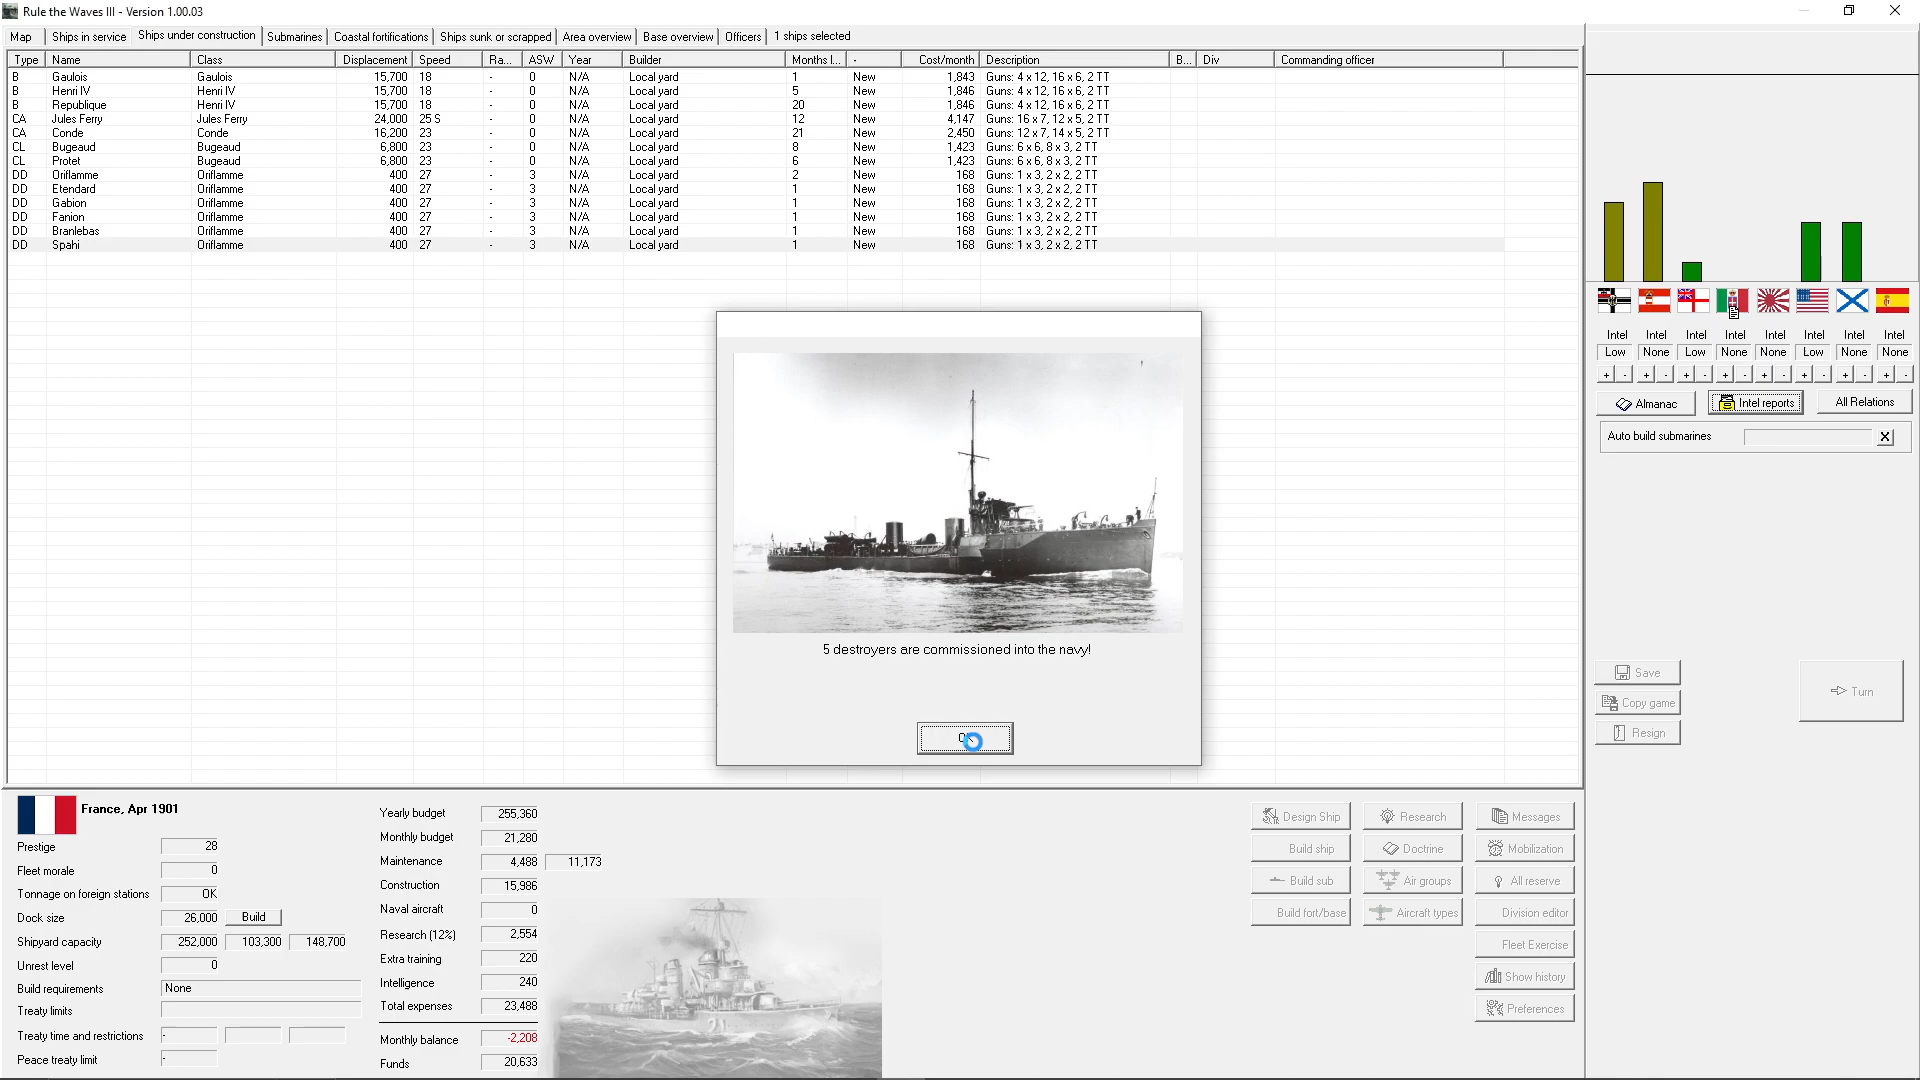 Rule the Waves III - Version 1.00.03
Map Ships in service Ships under construction Submarines Coastal fortifications Ships sunk or scrapped Area overview Base overview Officers 1 ships selected
Type Name Class Displacement Speed Ra... ASW Year Builder Months l... - Cost/month Description B... Div Commanding officer
B Gaulois Gaulois 15,700 18 - 0 N/A Local yard 1 New 1,843 Guns: 4 x 12, 16 x 6, 2 TT
B Henri IV Henri IV 15,700 18 - 0 N/A Local yard 5 New 1,846 Guns: 4 x 12, 16 x 6, 2 TT
B Republique Henri IV 15,700 18 - 0 N/A Local yard 20 New 1,846 Guns: 4 x 12, 16 x 6, 2 TT
CA Jules Ferry Jules Ferry 24,000 25 S - 0 N/A Local yard 12 New 4,147 Guns: 16 x 7, 12 x 5, 2 TT
CA Conde Conde 16,200 23 - 0 N/A Local yard 21 New 2,450 Guns: 12 x 7, 14 x 5, 2 TT
CL Bugeaud Bugeaud 6,800 23 - 0 N/A Local yard 8 New 1,423 Guns: 6 x 6, 8 x 3, 2 TT
CL Protet Bugeaud 6,800 23 - 0 N/A Local yard 6 New 1,423 Guns: 6 x 6, 8 x 3, 2 TT
DD Oriflamme Oriflamme 400 27 - 3 N/A Local yard 2 New 168 Guns: 1 x 3, 2 x 2, 2 TT
DD Etendard Oriflamme 400 27 - 3 N/A Local yard 1 New 168 Guns: 1 x 3, 2 x 2, 2 TT
DD Gabion Oriflamme 400 27 - 3 N/A Local yard 1 New 168 Guns: 1 x 3, 2 x 2, 2 TT
DD Fanion Oriflamme 400 27 - 3 N/A Local yard 1 New 168 Guns: 1 x 3, 2 x 2, 2 TT
DD Branlebas Oriflamme 400 27 - 3 N/A Local yard 1 New 168 Guns: 1 x 3, 2 x 2, 2 TT
DD Spahi Oriflamme 400 27 - 3 N/A Local yard 1 New 168 Guns: 1 x 3, 2 x 2, 2 TT
Intel Intel Intel Intel Intel Intel Intel Intel
Low None Low None None Low None None
+ - + - + - + - + - + - + - + -
Almanac Intel reports All Relations
Auto build submarines X
5 destroyers are commissioned into the navy!
Save
Copy game
Resign
Turn
France, Apr 1901
Prestige 28
Fleet morale 0
Tonnage on foreign stations OK
Dock size 26,000 Build
Shipyard capacity 252,000 103,300 148,700
Unrest level 0
Build requirements None
Treaty limits
Treaty time and restrictions -
Peace treaty limit -
Yearly budget 255,360
Monthly budget 21,280
Maintenance 4,488 11,173
Construction 15,986
Naval aircraft 0
Research (12%) 2,554
Extra training 220
Intelligence 240
Total expenses 23,488
Monthly balance -2,208
Funds 20,633
Design Ship Research Messages
Build ship Doctrine Mobilization
Build sub Air groups All reserve
Build fort/base Aircraft types Division editor
Fleet Exercise
Show history
Preferences